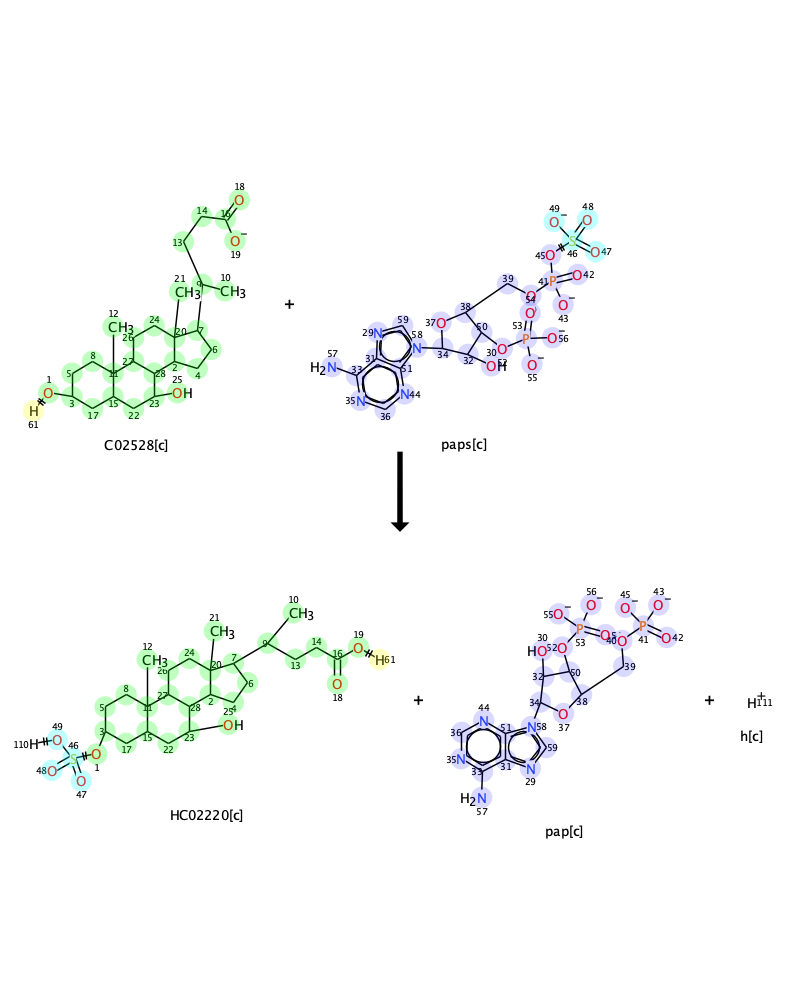 18
14 16 O 49 48
O− O
13 O− 46 47
19 45 O S O
21 9 10 39 41 P O 42
CH3 CH3
12 24 38 54 O−
CH3 20 7 59 37 O O 43
26 29 N 50 53
8 27 2 6 58 N P O− 56
5 11 28 31 34 32 30 O
1 25 4 57 33 51 OH 52 O−
O 23 OH H2N 35 N N 44 55
H 3 17 15 22 36
61
+
C02528[c]
paps[c]
10
CH3
21
CH3 14 19
12 9 16 O H 61
CH3 24 20 7 13 O
26 6 18
8 27 2 4
5 11 28 25
49 3 23 OH
110 H O 46 15
S O 17 22
48 O O 1
47
HC02220[c]
+
56 45 43
55 O− O− O− O−
53 P O 40 O P O 42
30 52 O 41
HO 50 39
32 38
34 O
44 37
N 51 N 58
36 59
35 N 31 N
33 29
H2N
57
pap[c]
+
H+
111
h[c]